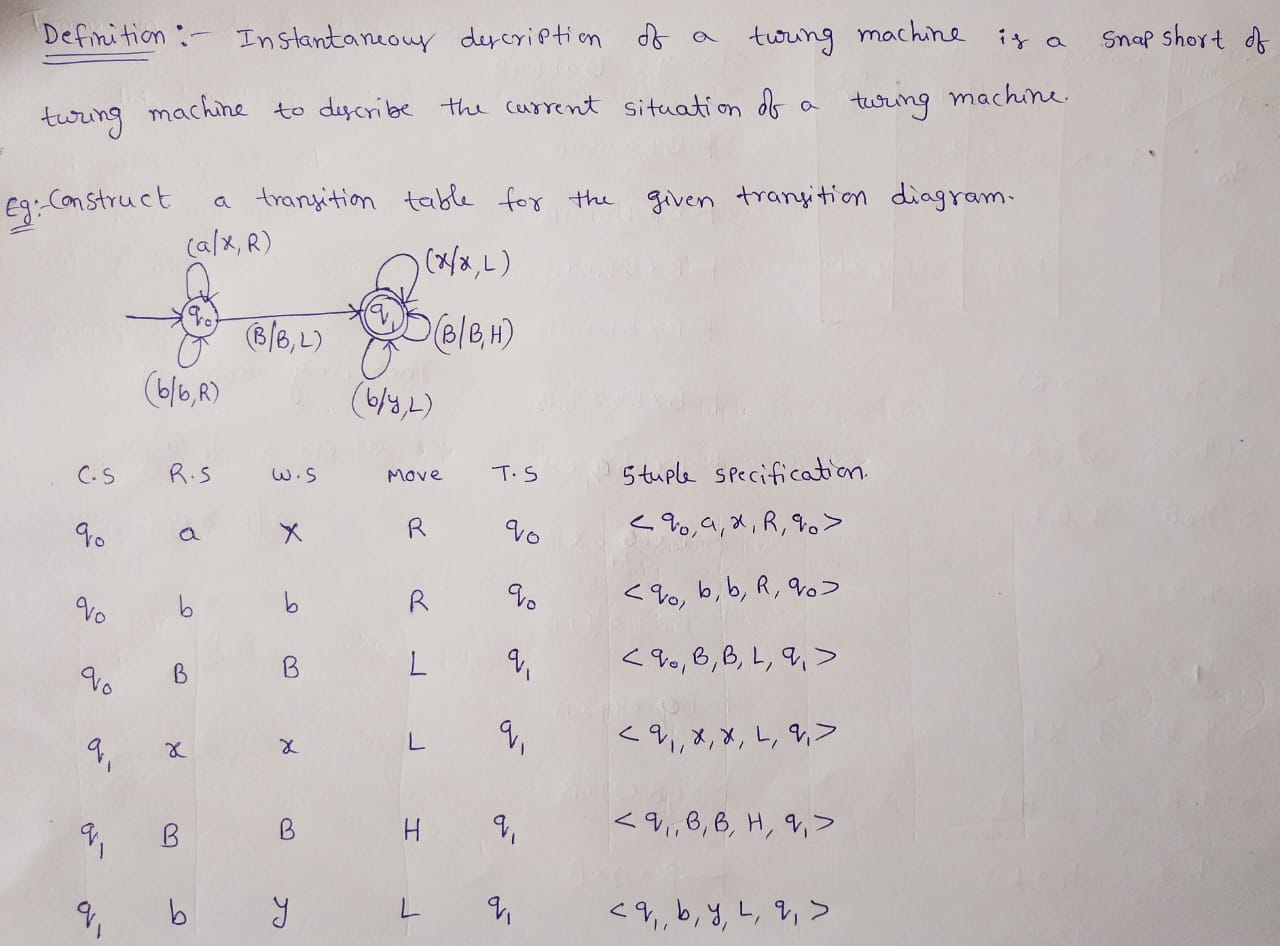 Definition :- Instantaneous description of a turing machine is a snap short of
turing machine to describe the current situation of a turing machine.
Eg:- Construct a transition table for the given transition diagram.
(a/x, R)
(x/x, L)
q₀
q₁
(B/B, L)
(B/B, H)
(b/b, R)
(b/y, L)
C.S R.S W.S Move T.S 5 tuple specification.
q₀ a x R q₀ <q₀, a, x, R, q₀>
q₀ b b R q₀ <q₀, b, b, R, q₀>
q₀ B B L q₁ <q₀, B, B, L, q₁>
q₁ x x L q₁ <q₁, x, x, L, q₁>
q₁ B B H q₁ <q₁, B, B, H, q₁>
q₁ b y L q₁ <q₁, b, y, L, q₁>